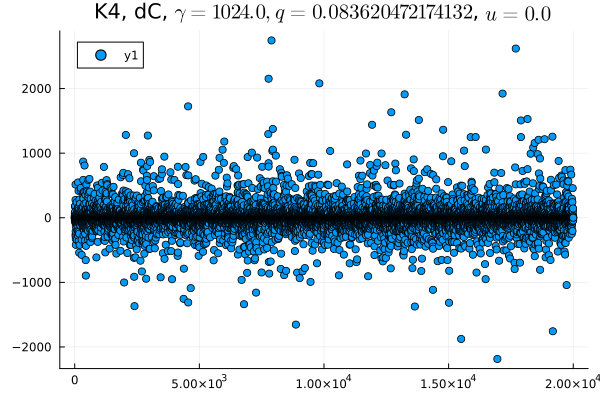 K4, dC, γ = 1024.0, q = 0.083620472174132, u = 0.0
y1
2000
1000
0
−1000
−2000
0 5.00×10³ 1.00×10⁴ 1.50×10⁴ 2.00×10⁴